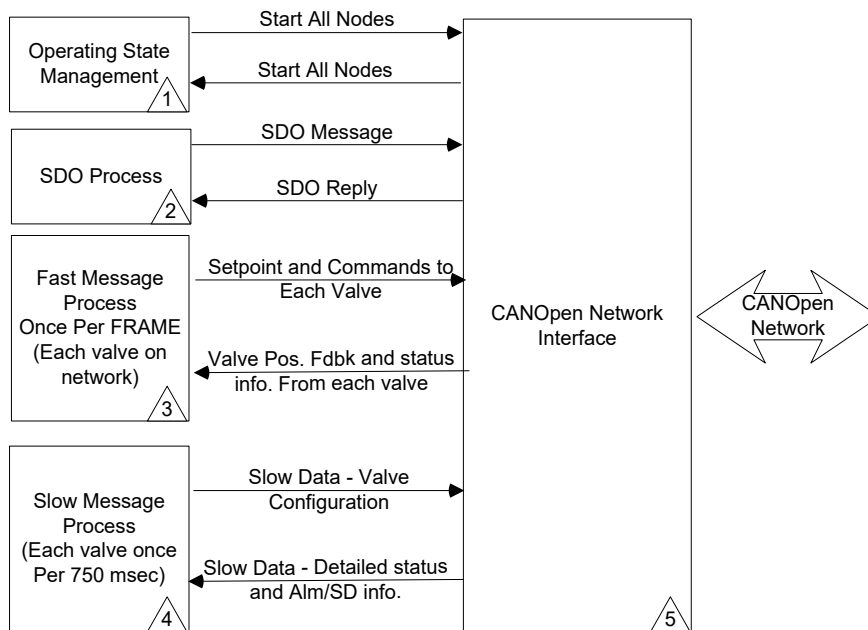 Start All Nodes
Operating State
Management
1
Start All Nodes
SDO Message
SDO Process
2
SDO Reply
Fast Message
Process
Once Per FRAME
(Each valve on
network)
3
Setpoint and Commands to
Each Valve
Valve Pos. Fdbk and status
info. From each valve
Slow Message
Process
(Each valve once
Per 750 msec)
4
Slow Data - Valve
Configuration
Slow Data - Detailed status
and Alm/SD info.
CANOpen Network
Interface
5
CANOpen
Network